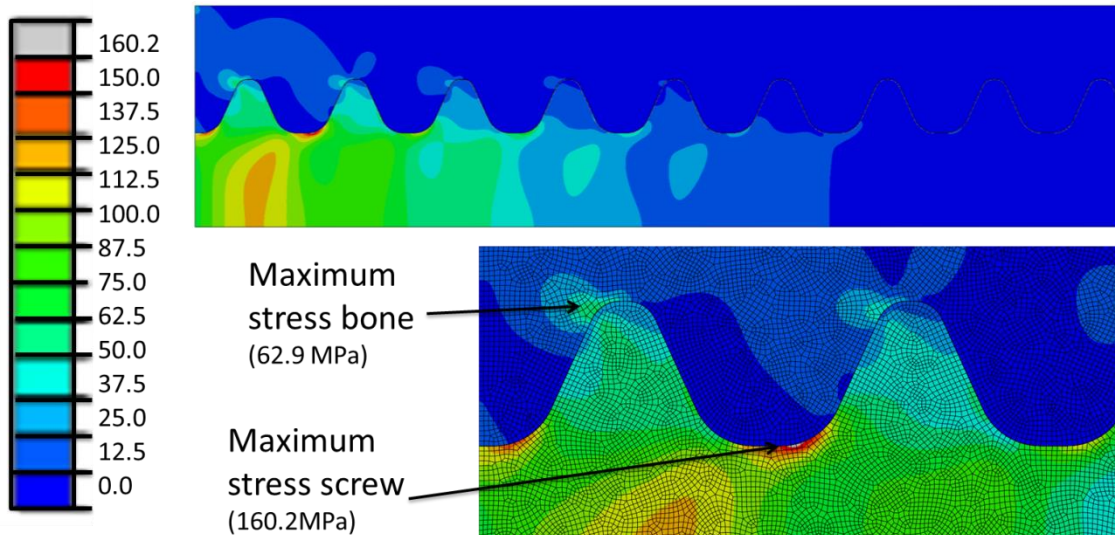 160.2
150.0
137.5
125.0
112.5
100.0
87.5
75.0
62.5
50.0
37.5
25.0
12.5
0.0
Maximum
stress bone
(62.9 MPa)
Maximum
stress screw
(160.2MPa)